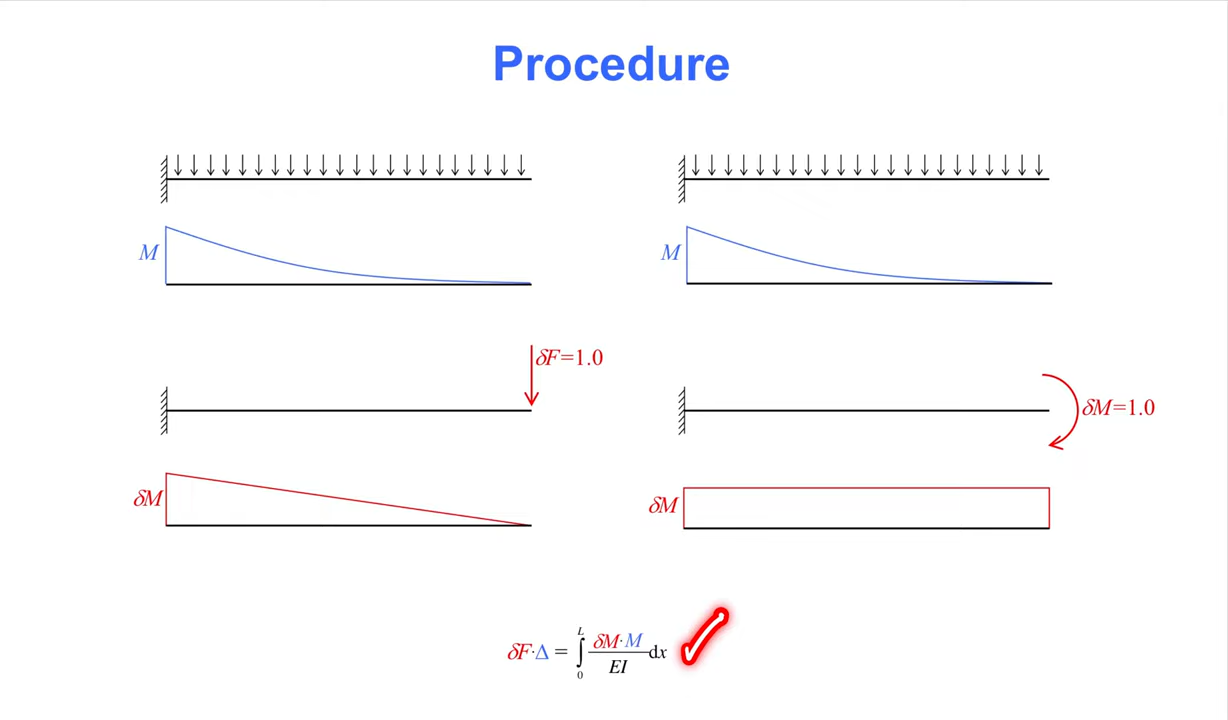 Procedure
M
M
δF=1.0
δM=1.0
δM
δM
δF·Δ = ∫₀ᴸ δM·M/EI dx